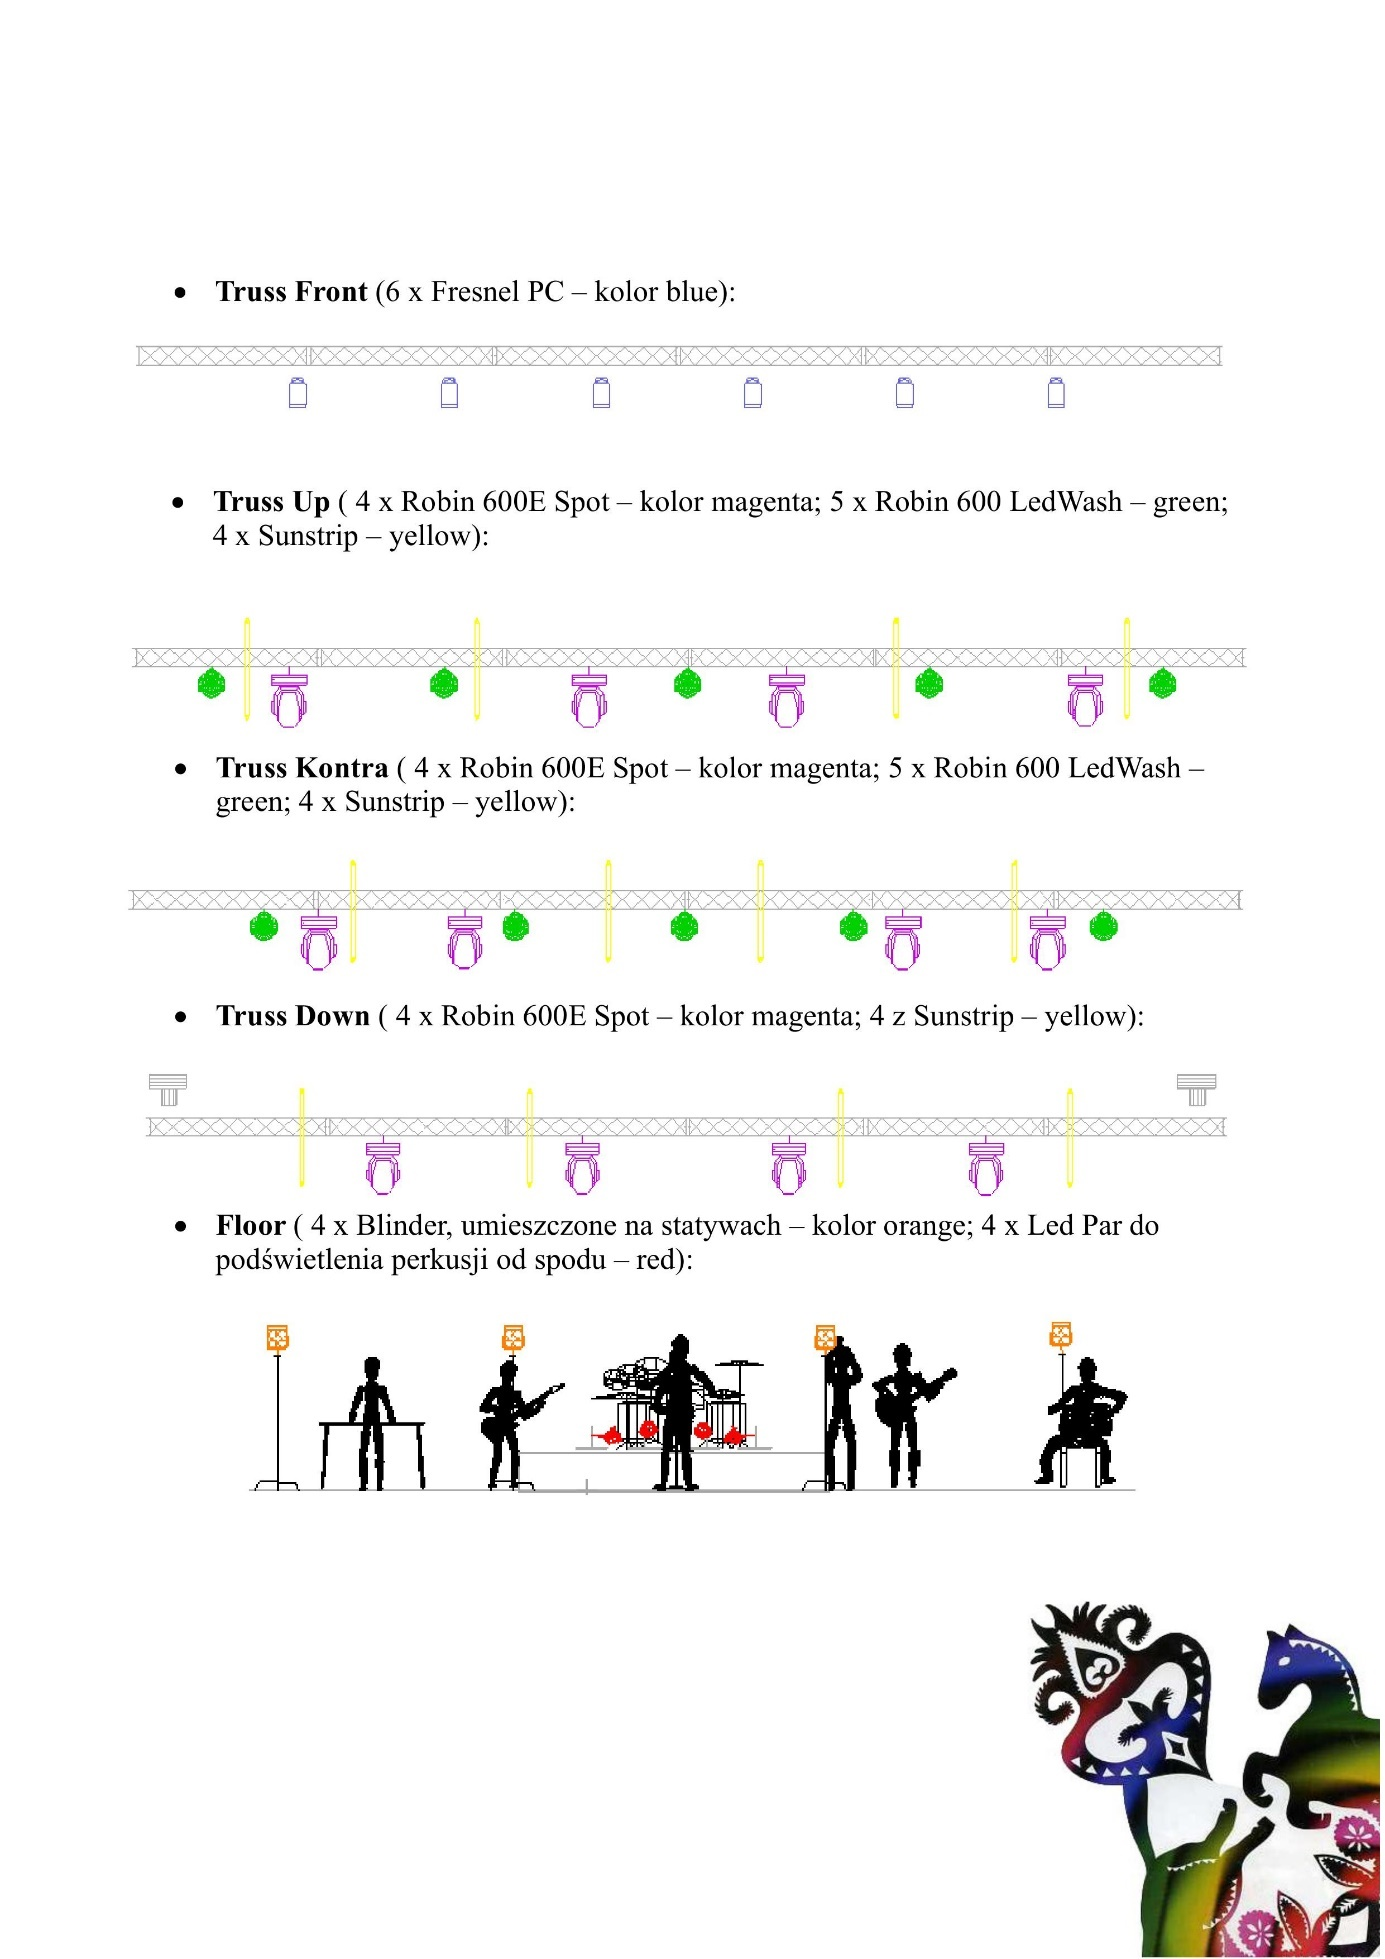 • Truss Front (6 x Fresnel PC – kolor blue):
• Truss Up ( 4 x Robin 600E Spot – kolor magenta; 5 x Robin 600 LedWash – green;
4 x Sunstrip – yellow):
• Truss Kontra ( 4 x Robin 600E Spot – kolor magenta; 5 x Robin 600 LedWash –
green; 4 x Sunstrip – yellow):
• Truss Down ( 4 x Robin 600E Spot – kolor magenta; 4 z Sunstrip – yellow):
• Floor ( 4 x Blinder, umieszczone na statywach – kolor orange; 4 x Led Par do
podświetlenia perkusji od spodu – red):